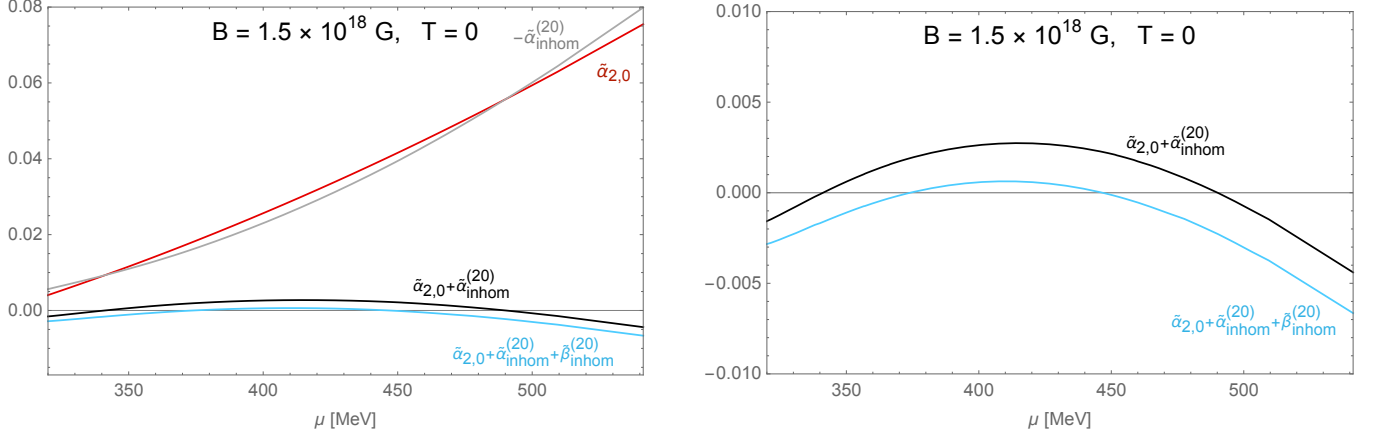 B = 1.5 × 10^18 G, T = 0
−α̃_inhom^(20)
α̃_2,0
α̃_2,0+α̃_inhom^(20)
α̃_2,0+α̃_inhom^(20)+β̃_inhom^(20)
0.08
0.06
0.04
0.02
0.00
350 400 450 500
μ [MeV]
B = 1.5 × 10^18 G, T = 0
α̃_2,0+α̃_inhom^(20)
α̃_2,0+α̃_inhom^(20)+β̃_inhom^(20)
0.010
0.005
0.000
−0.005
−0.010
350 400 450 500
μ [MeV]